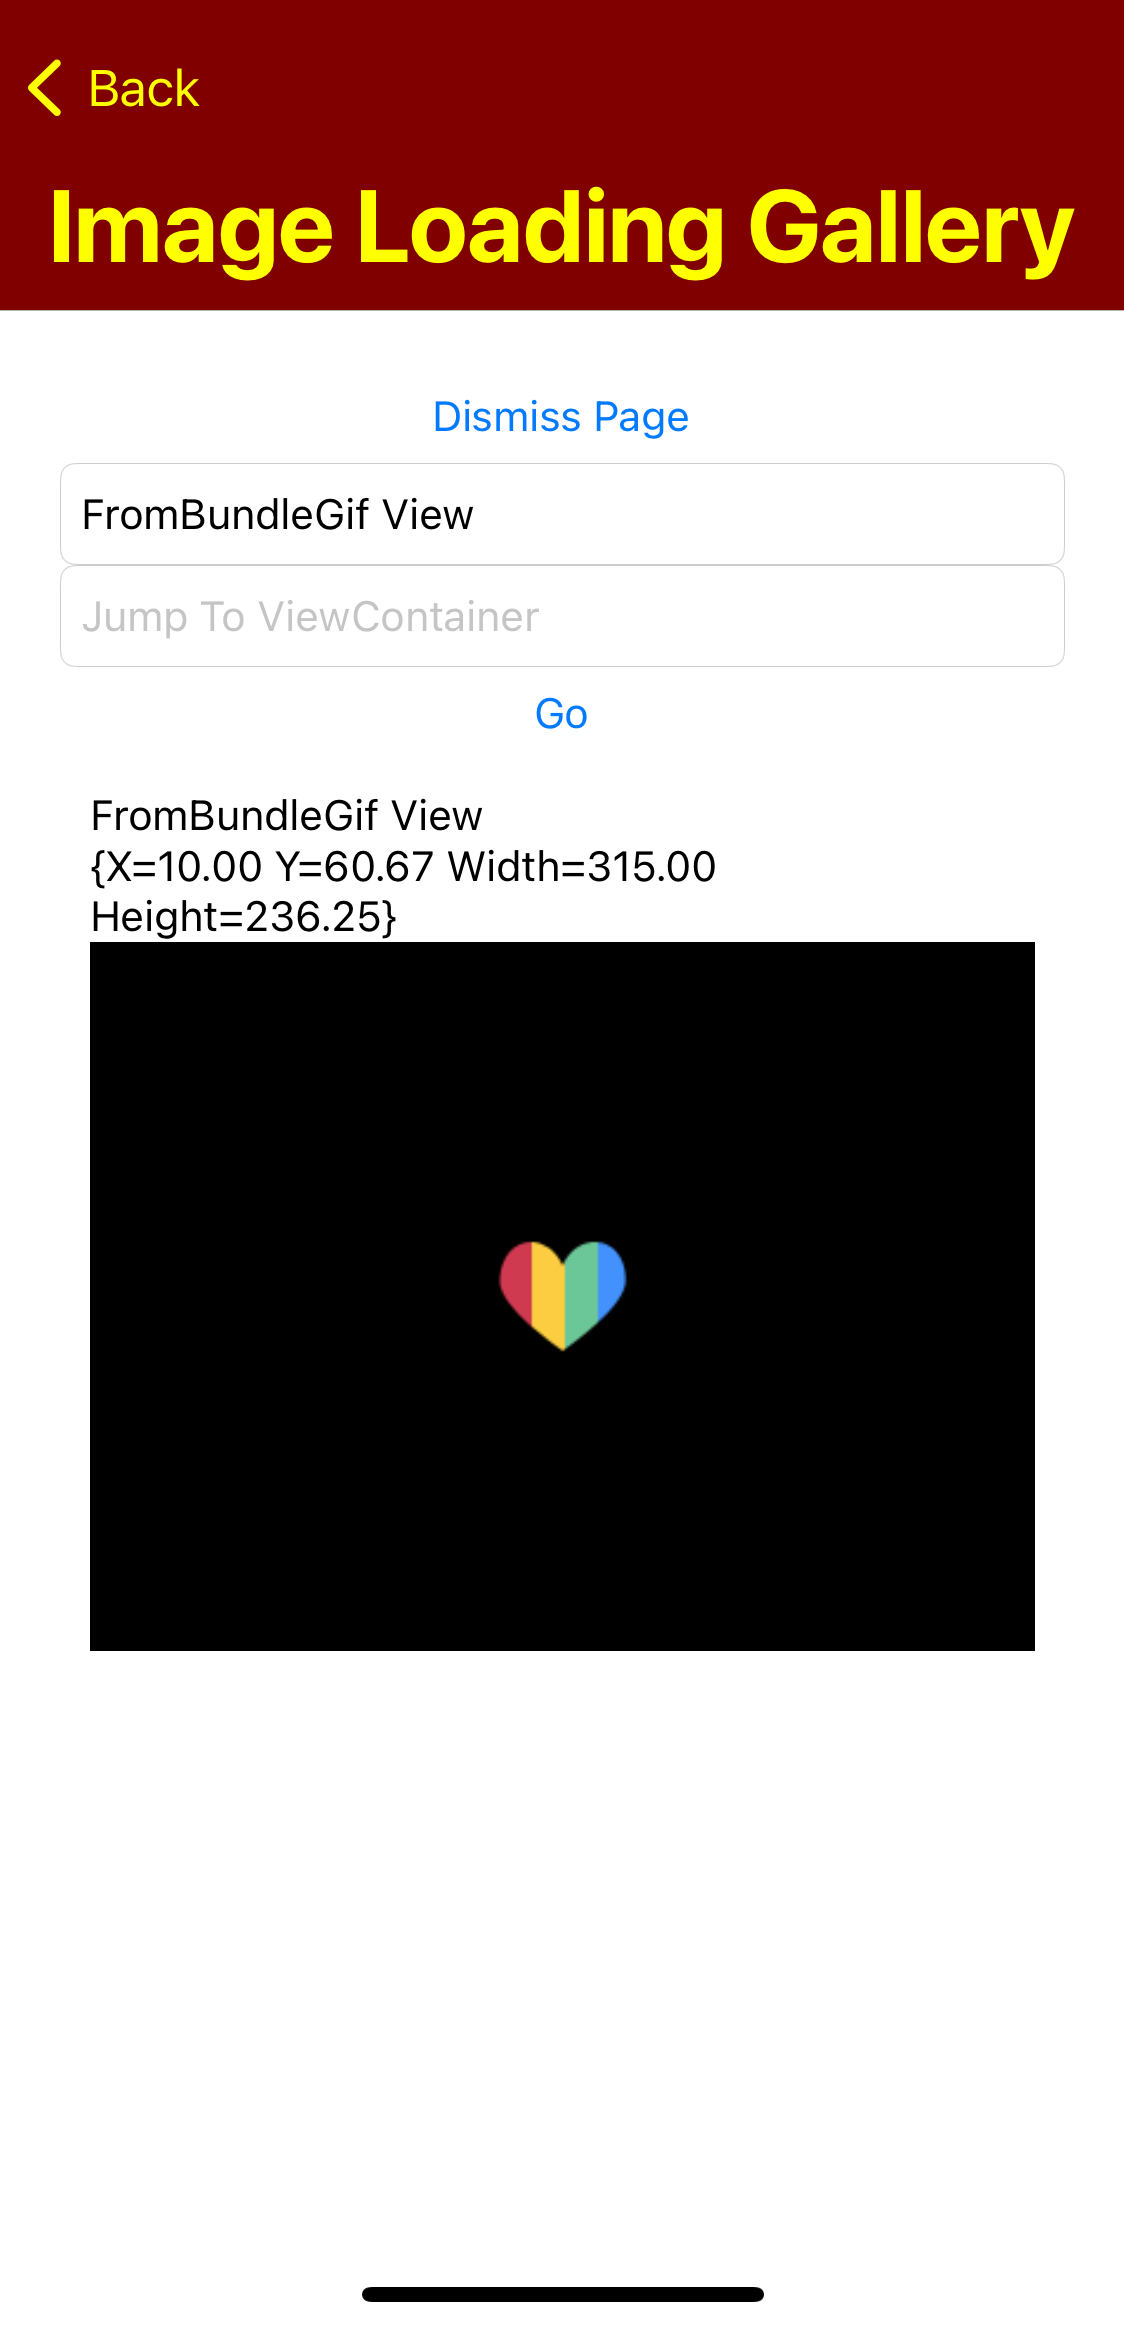 Back
Image Loading Gallery
Dismiss Page
FromBundleGif View
Jump To ViewContainer
Go
FromBundleGif View
{X=10.00 Y=60.67 Width=315.00
Height=236.25}